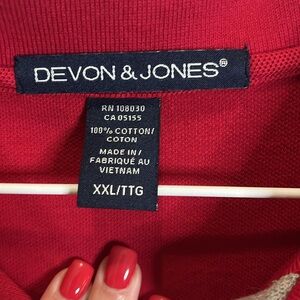 DEVON & JONES®
RN 108030
CA 05155
100% COTTON/
COTON
MADE IN/
FABRIQUÉ AU
VIETNAM
XXL/TTG